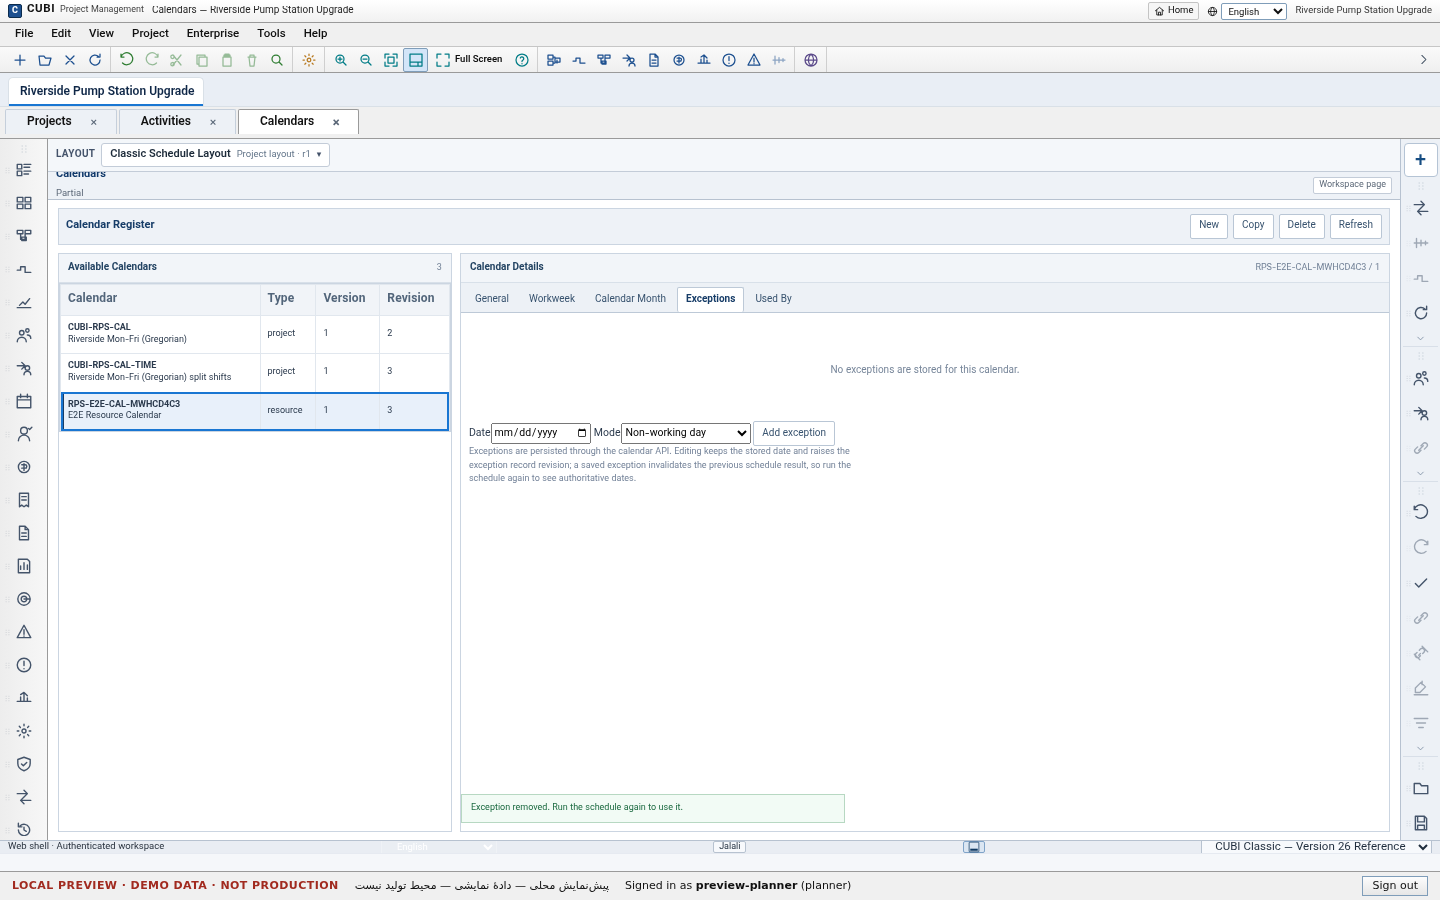 C CUBI Project Management Calendars — Riverside Pump Station Upgrade Home English Riverside Pump Station Upgrade
File Edit View Project Enterprise Tools Help
Full Screen
Riverside Pump Station Upgrade
Projects × Activities × Calendars ×
LAYOUT Classic Schedule Layout Project layout · r1
Calendars
Partial Workspace page
Calendar Register New Copy Delete Refresh
Available Calendars 3
Calendar Type Version Revision
CUBI-RPS-CAL
Riverside Mon-Fri (Gregorian) project 1 2
CUBI-RPS-CAL-TIME
Riverside Mon-Fri (Gregorian) split shifts project 1 3
RPS-E2E-CAL-MWHCD4C3
E2E Resource Calendar resource 1 3
Calendar Details RPS-E2E-CAL-MWHCD4C3 / 1
General Workweek Calendar Month Exceptions Used By
No exceptions are stored for this calendar.
Date mm/dd/yyyy Mode Non-working day Add exception
Exceptions are persisted through the calendar API. Editing keeps the stored date and raises the
exception record revision; a saved exception invalidates the previous schedule result, so run the
schedule again to see authoritative dates.
Exception removed. Run the schedule again to use it.
Web shell · Authenticated workspace English Jalali CUBI Classic — Version 26 Reference
LOCAL PREVIEW · DEMO DATA · NOT PRODUCTION پیش‌نمایش محلی — دادهٔ نمایشی — محیط تولید نیست Signed in as preview-planner (planner) Sign out